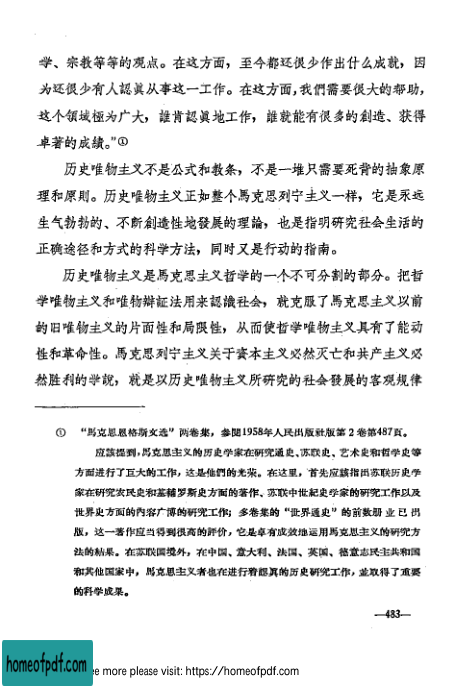 学、宗教等等的观点。在这方面，至今都还很少作出什么成就，因
为还很少有人認眞从事这一工作。在这方面，我們需要很大的帮助，
这个領域極为广大，誰肯認眞地工作，誰就能有很多的創造、获得
卓著的成績。”①
历史唯物主义不是公式和敎条，不是一堆只需要死背的抽象原
理和原則。历史唯物主义正如整个馬克思列宁主义一样，它是永远
生气勃勃的、不断創造性地發展的理論，也是指明研究社会生活的
正确途径和方式的科学方法，同时又是行动的指南。
历史唯物主义是馬克思主义哲学的一个不可分割的部分。把哲
学唯物主义和唯物辯証法用来認識社会，就克服了馬克思主义以前
的旧唯物主义的片面性和局限性，从而使哲学唯物主义具有了能动
性和革命性。馬克思列宁主义关于資本主义必然灭亡和共产主义必
然胜利的学說，就是以历史唯物主义所研究的社会發展的客观規律
① “馬克思恩格斯文选”两卷集，參閱1958年人民出版社版第2卷第487頁。
应該提到，馬克思主义的历史学家在研究通史、苏联史、艺术史和哲学史等
方面进行了巨大的工作，这是他們的光荣。在这里，首先应該指出苏联历史学
家在研究农民史和基輔罗斯史方面的著作、苏联中世紀史学家的研究工作以及
世界史方面的內容广博的研究工作；多卷集的“世界通史”的前数册业已出
版，这一著作应当得到很高的評价，它是卓有成效地运用馬克思主义的研究方
法的結果。在苏联国境外，在中国、意大利、法国、英国、德意志民主共和国
和其他国家中，馬克思主义者也在进行着認眞的历史研究工作，並取得了重要
的科学成果。
—483—
homeofpdf.com
ee more please visit: https://homeofpdf.com